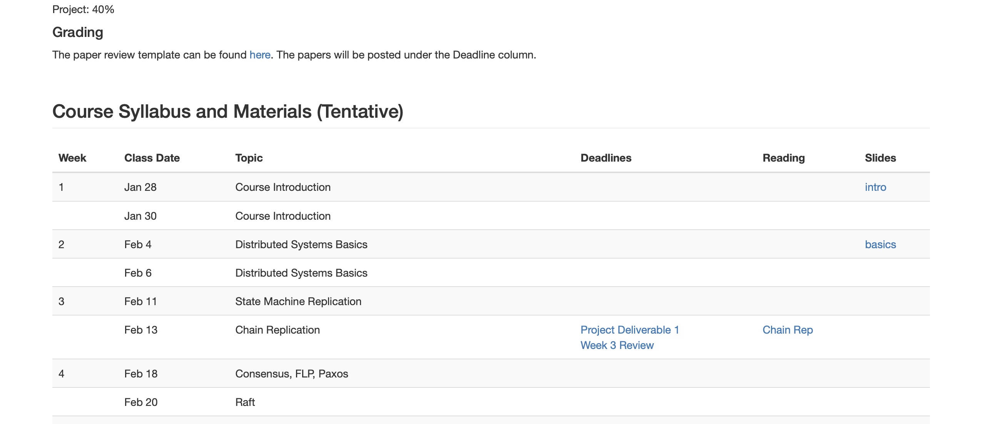 Project: 40%
Grading
The paper review template can be found here. The papers will be posted under the Deadline column.
Course Syllabus and Materials (Tentative)
Week Class Date Topic Deadlines Reading Slides
1 Jan 28 Course Introduction intro
Jan 30 Course Introduction
2 Feb 4 Distributed Systems Basics basics
Feb 6 Distributed Systems Basics
3 Feb 11 State Machine Replication
Feb 13 Chain Replication Project Deliverable 1 Chain Rep
Week 3 Review
4 Feb 18 Consensus, FLP, Paxos
Feb 20 Raft